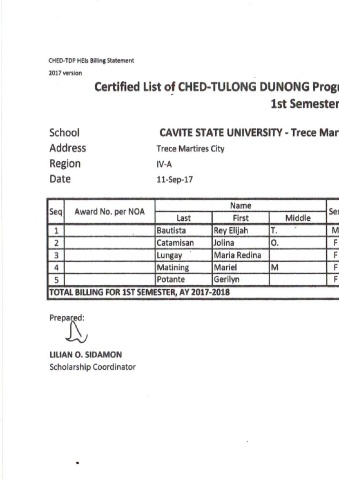 CHED-TDP HEIs Billing Statement
2017 version
Certified List of CHED-TULONG DUNONG Progr
1st Semester
School CAVITE STATE UNIVERSITY - Trece Mar
Address Trece Martires City
Region IV-A
Date 11-Sep-17
Seq Award No. per NOA Name Se
Last First Middle
1 Bautista Rey Elijah T. M
2 Catamisan Jolina O. F
3 Lungay Maria Redina F
4 Matining Mariel M F
5 Potante Gerilyn F
TOTAL BILLING FOR 1ST SEMESTER, AY 2017-2018
Prepared:
LILIAN O. SIDAMON
Scholarship Coordinator